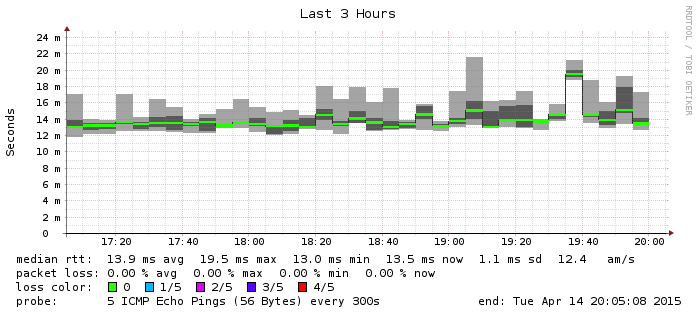 Last 3 Hours
RRDTOOL / TOBI OETIKER
Seconds
24 m
22 m
20 m
18 m
16 m
14 m
12 m
10 m
8 m
6 m
4 m
2 m
0
17:20 17:40 18:00 18:20 18:40 19:00 19:20 19:40 20:00
median rtt: 13.9 ms avg 19.5 ms max 13.0 ms min 13.5 ms now 1.1 ms sd 12.4 am/s
packet loss: 0.00 % avg 0.00 % max 0.00 % min 0.00 % now
loss color: 0 1/5 2/5 3/5 4/5
probe: 5 ICMP Echo Pings (56 Bytes) every 300s end: Tue Apr 14 20:05:08 2015